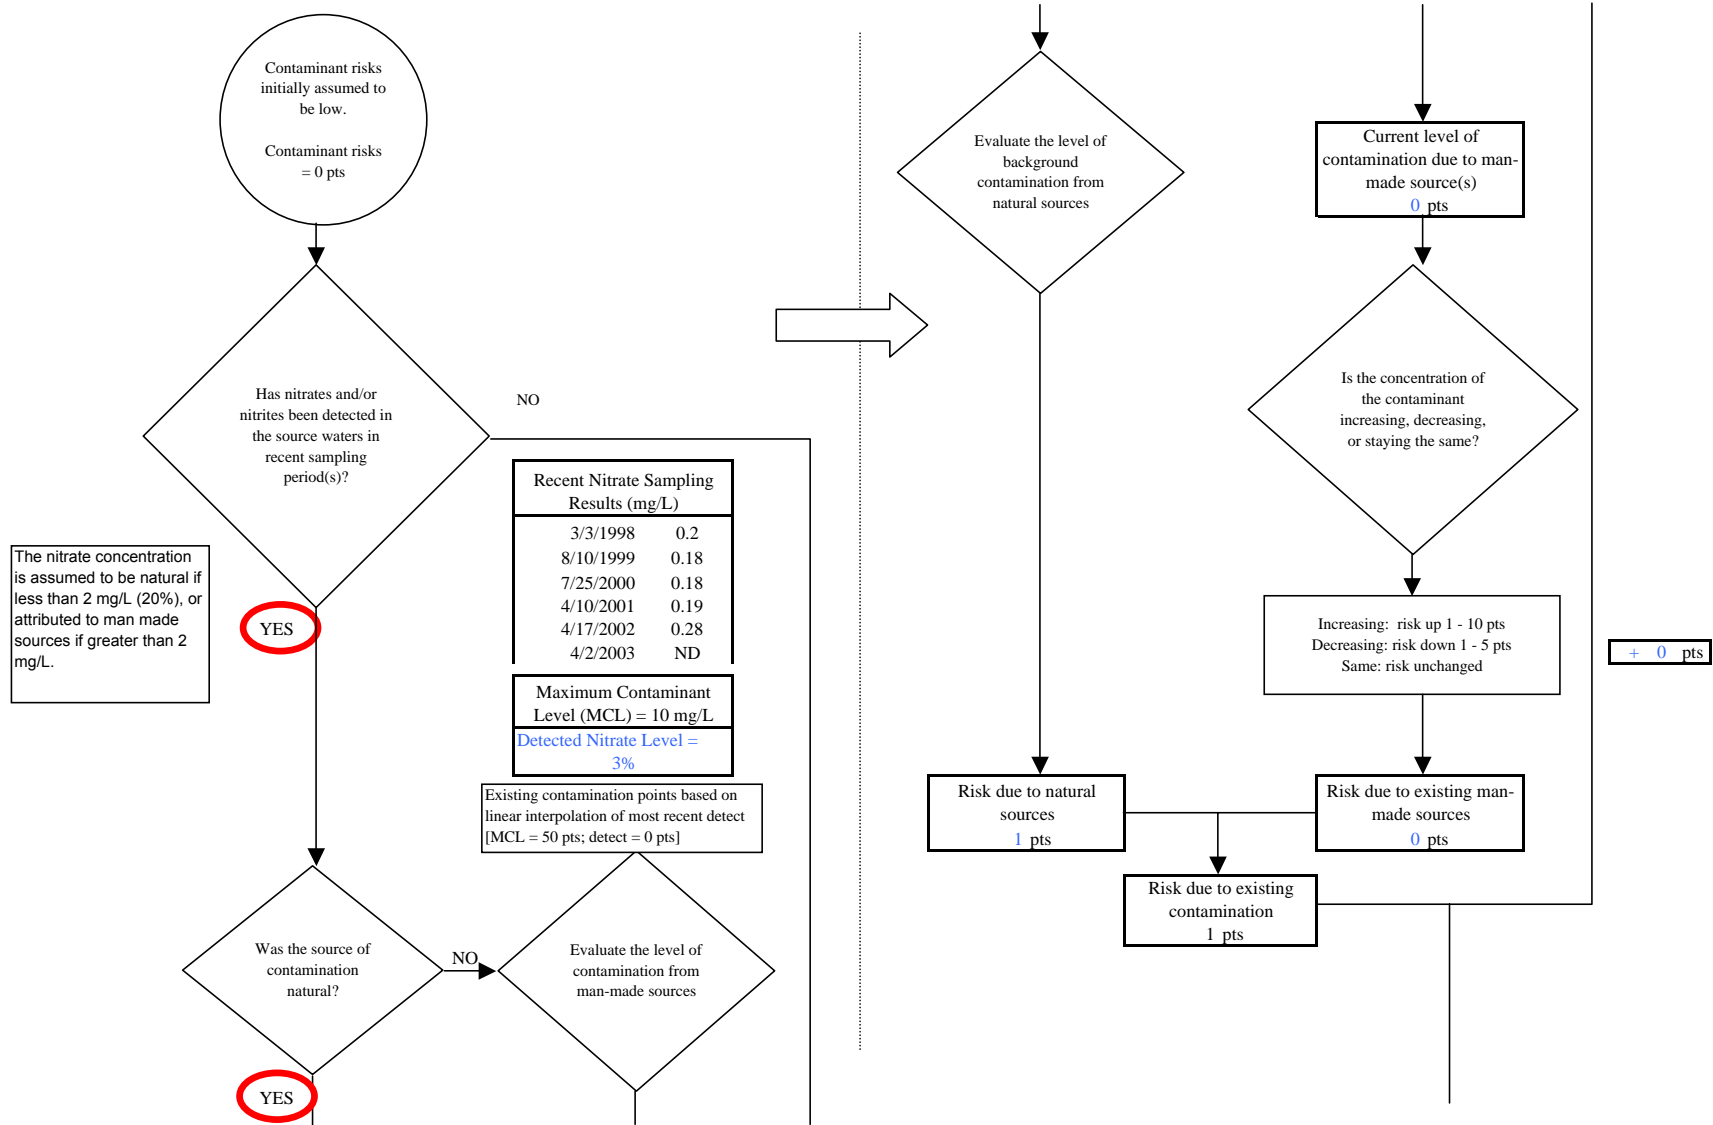 Contaminant risks
initially assumed to
be low.
Contaminant risks
= 0 pts
Has nitrates and/or
nitrites been detected in
the source waters in
recent sampling
period(s)?
NO
YES
The nitrate concentration
is assumed to be natural if
less than 2 mg/L (20%), or
attributed to man made
sources if greater than 2
mg/L.
Recent Nitrate Sampling
Results (mg/L)
3/3/1998 0.2
8/10/1999 0.18
7/25/2000 0.18
4/10/2001 0.19
4/17/2002 0.28
4/2/2003 ND
Maximum Contaminant
Level (MCL) = 10 mg/L
Detected Nitrate Level =
3%
Existing contamination points based on
linear interpolation of most recent detect
[MCL = 50 pts; detect = 0 pts]
Was the source of
contamination
natural?
NO
YES
Evaluate the level of
contamination from
man-made sources
Evaluate the level of
background
contamination from
natural sources
Current level of
contamination due to man-
made source(s)
0 pts
Is the concentration of
the contaminant
increasing, decreasing,
or staying the same?
Increasing: risk up 1 - 10 pts
Decreasing: risk down 1 - 5 pts
Same: risk unchanged
+ 0 pts
Risk due to natural
sources
1 pts
Risk due to existing man-
made sources
0 pts
Risk due to existing
contamination
1 pts